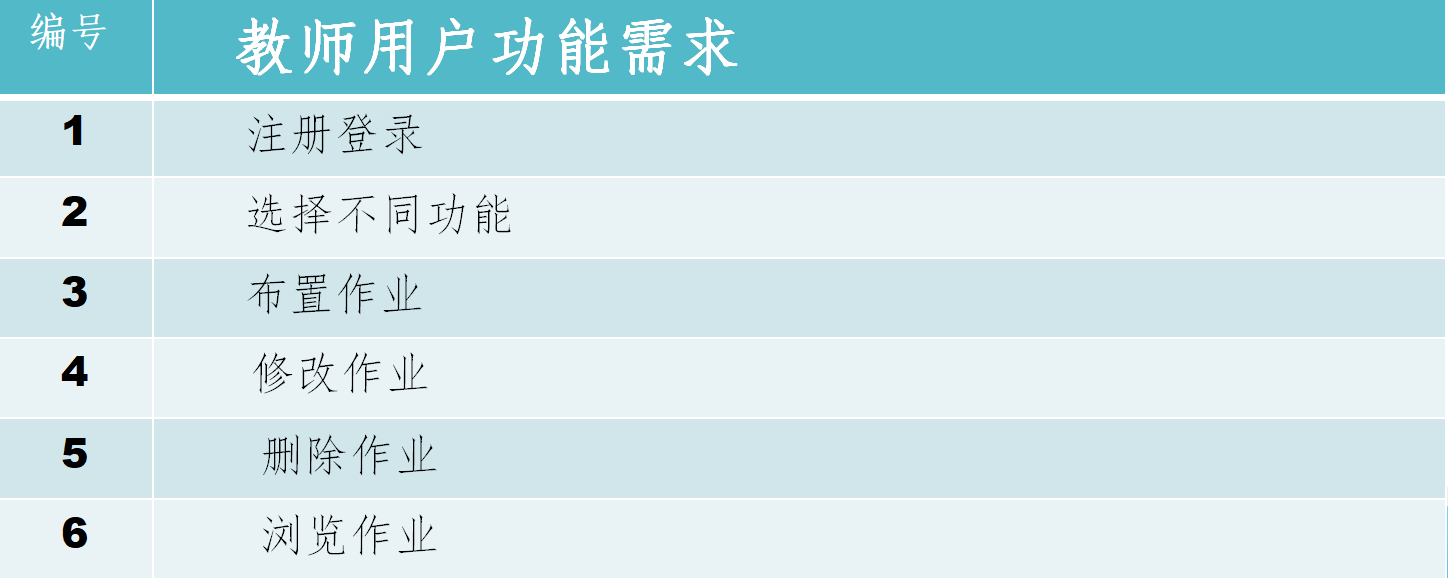 编号 教师用户功能需求
1 注册登录
2 选择不同功能
3 布置作业
4 修改作业
5 删除作业
6 浏览作业